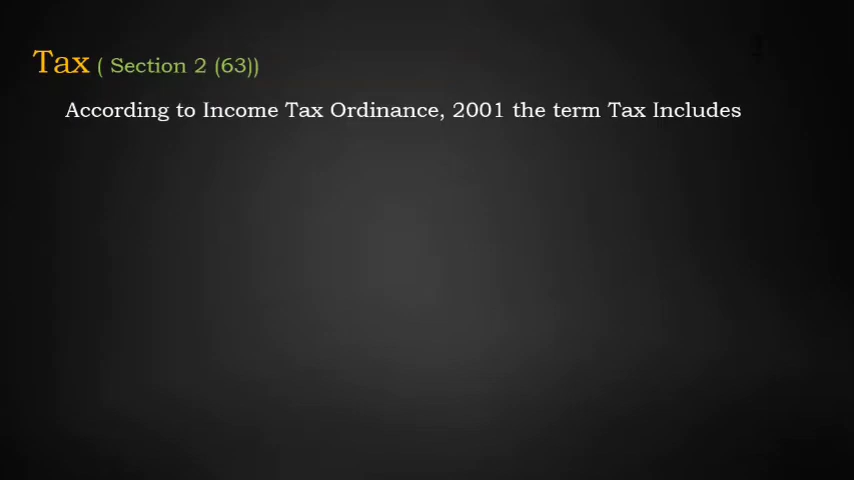 Tax ( Section 2 (63))
According to Income Tax Ordinance, 2001 the term Tax Includes